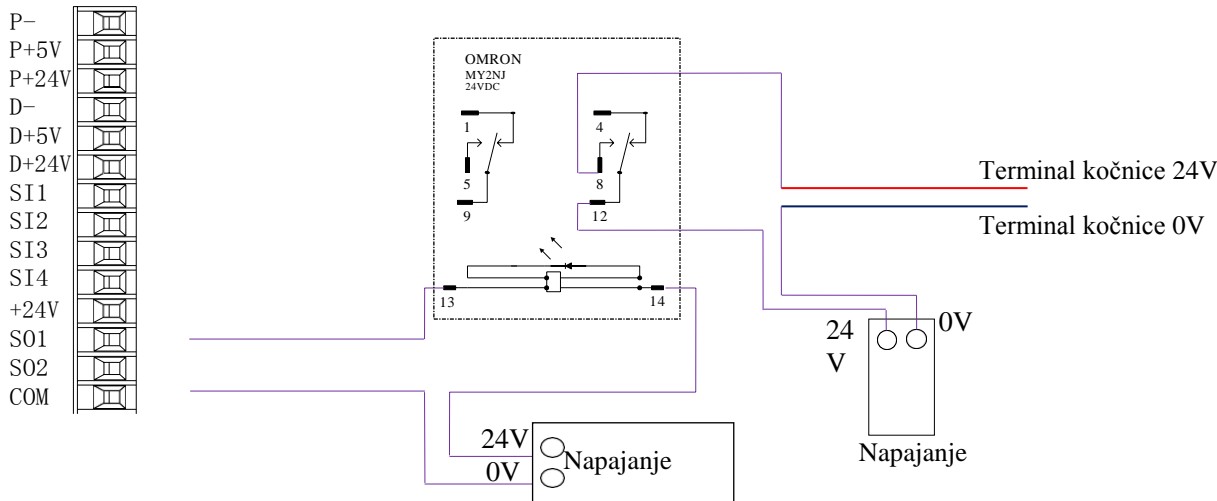 P-
P+5V
P+24V
D-
D+5V
D+24V
SI1
SI2
SI3
SI4
+24V
SO1
SO2
COM
OMRON
MY2NJ
24VDC
1
4
5
8
9
12
13
14
Terminal kočnice 24V
Terminal kočnice 0V
24
V
0V
Napajanje
24V
0V
Napajanje